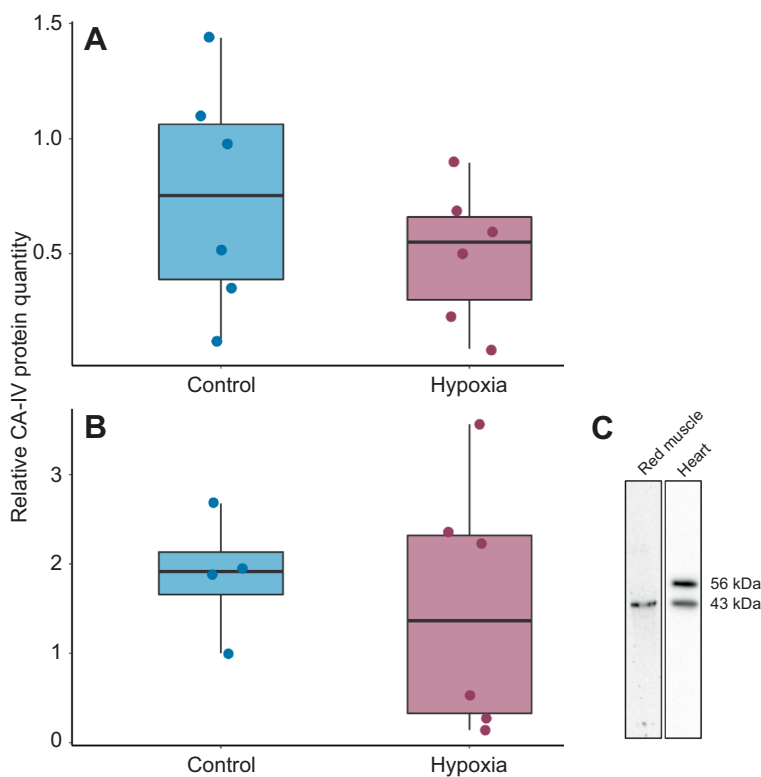 Relative CA-IV protein quantity
A
1.5
1.0
0.5
Control Hypoxia
B
3
2
1
0
Control Hypoxia
C
Red muscle
Heart
56 kDa
43 kDa